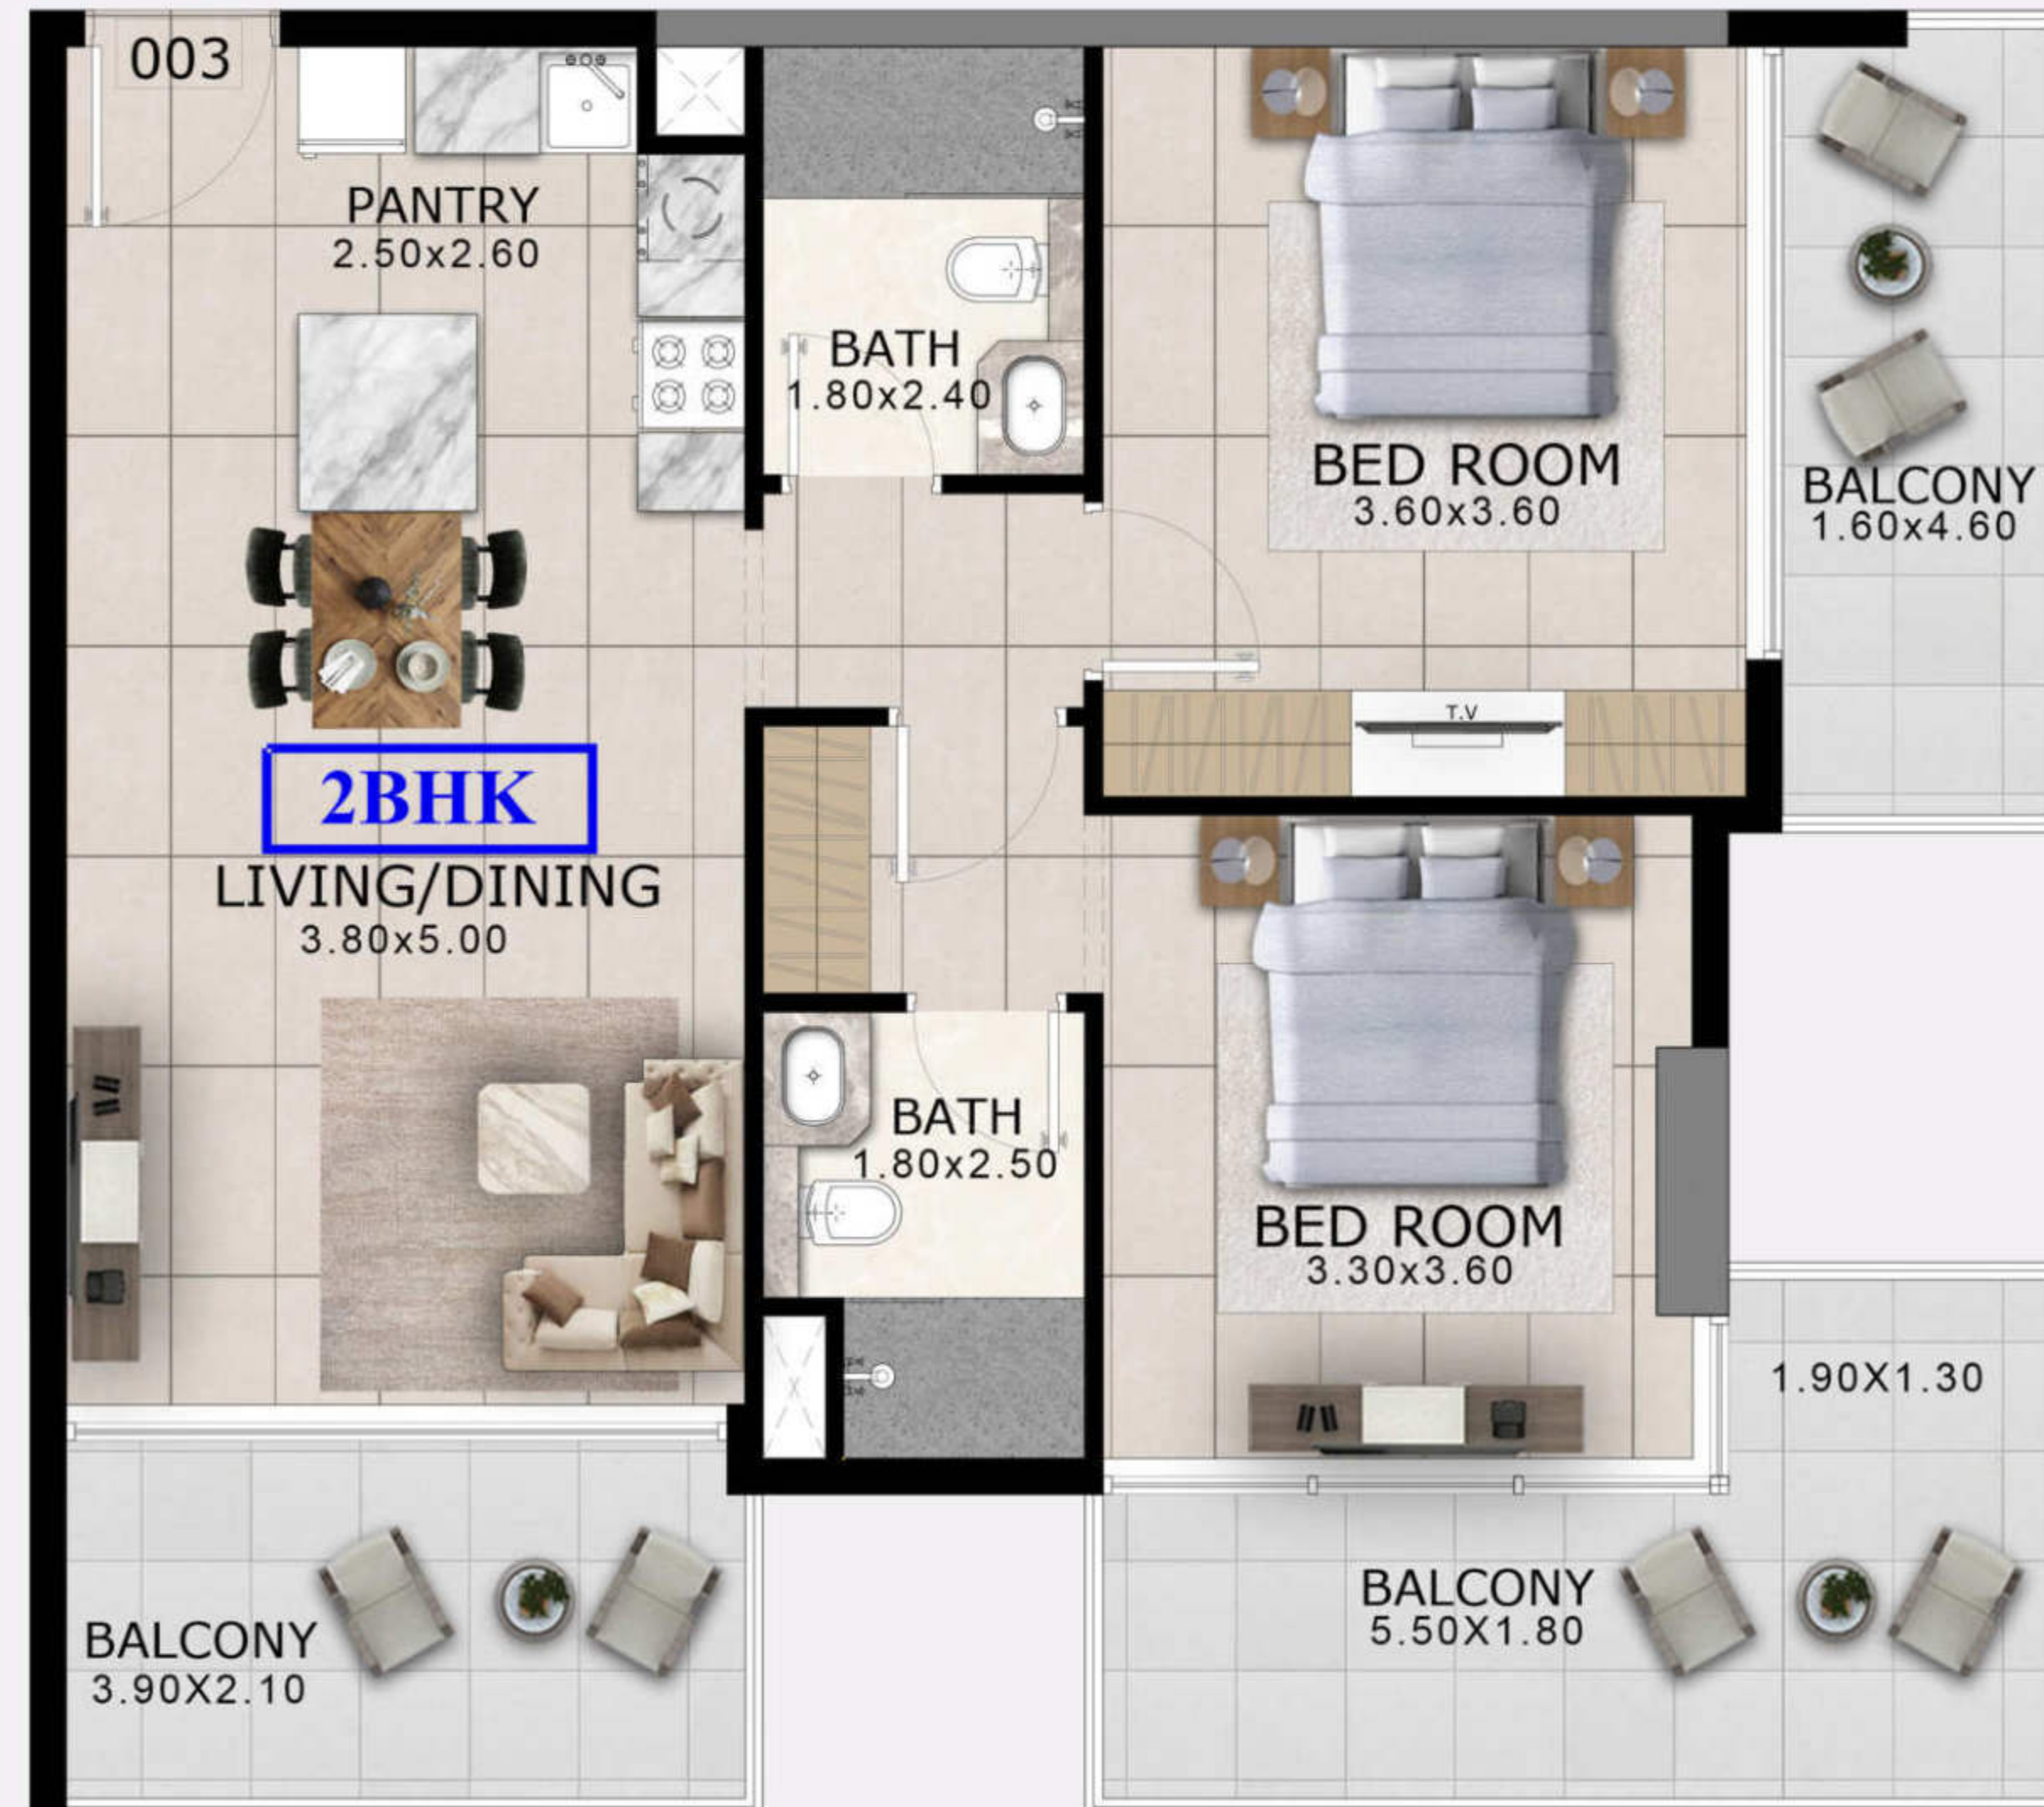 003
PANTRY
2.50x2.60
BATH
1.80x2.40
BED ROOM
3.60x3.60
BALCONY
1.60x4.60
T.V
2BHK
LIVING/DINING
3.80x5.00
BATH
1.80x2.50
BED ROOM
3.30x3.60
1.90X1.30
BALCONY
5.50X1.80
BALCONY
3.90X2.10